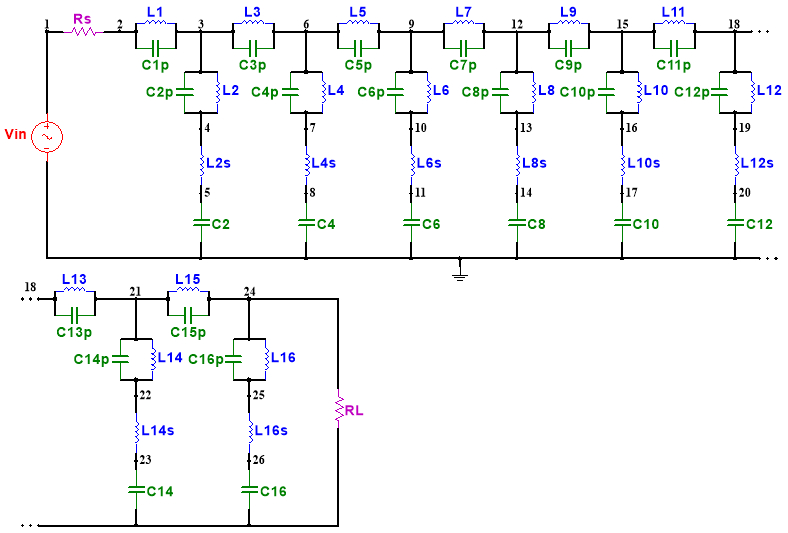 1 Rs 2 L1 3 L3 6 L5 9 L7 12 L9 15 L11 18
C1p C3p C5p C7p C9p C11p
C2p L2 C4p L4 C6p L6 C8p L8 C10p L10 C12p L12
Vin + 4 7 10 13 16 19
L2s L4s L6s L8s L10s L12s
5 8 11 14 17 20
C2 C4 C6 C8 C10 C12
18 L13 21 L15 24
C13p C15p
C14p L14 C16p L16
22 25 RL
L14s L16s
23 26
C14 C16